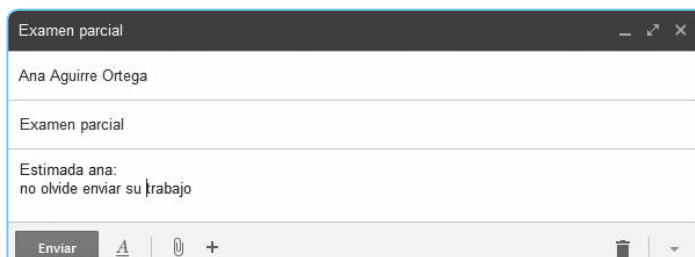 Examen parcial
Ana Aguirre Ortega
Examen parcial
Estimada ana:
no olvide enviar su trabajo
Enviar A